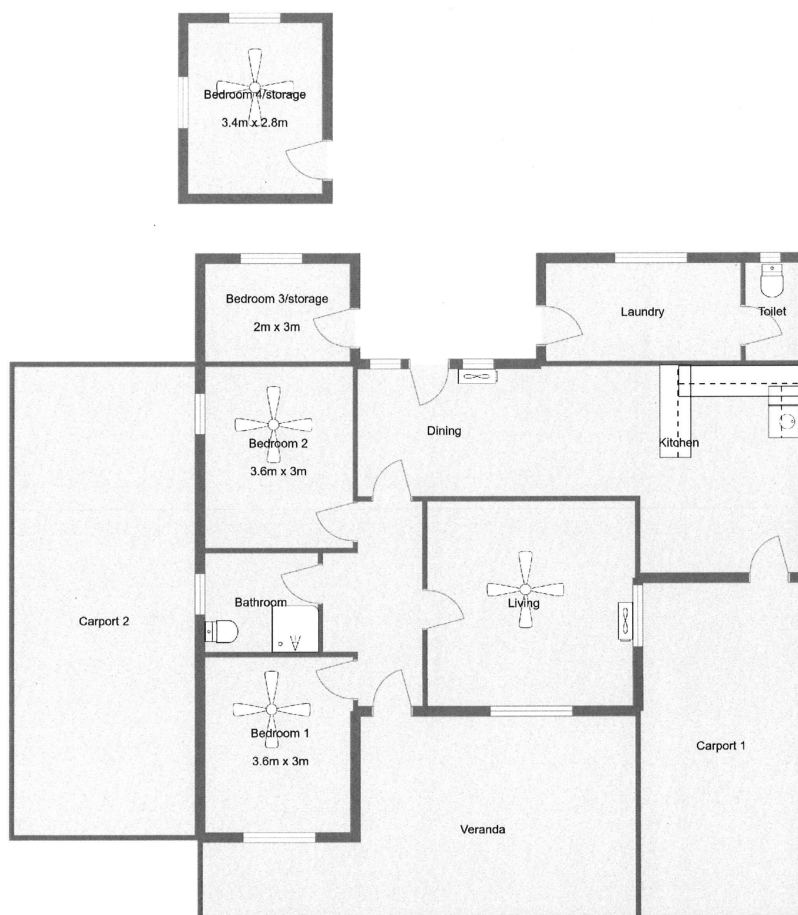 Bedroom 4/storage
3.4m x 2.8m
Bedroom 3/storage
2m x 3m
Laundry
Toilet
Dining
Kitchen
Bedroom 2
3.6m x 3m
Bathroom
Living
Carport 2
Bedroom 1
3.6m x 3m
Carport 1
Veranda